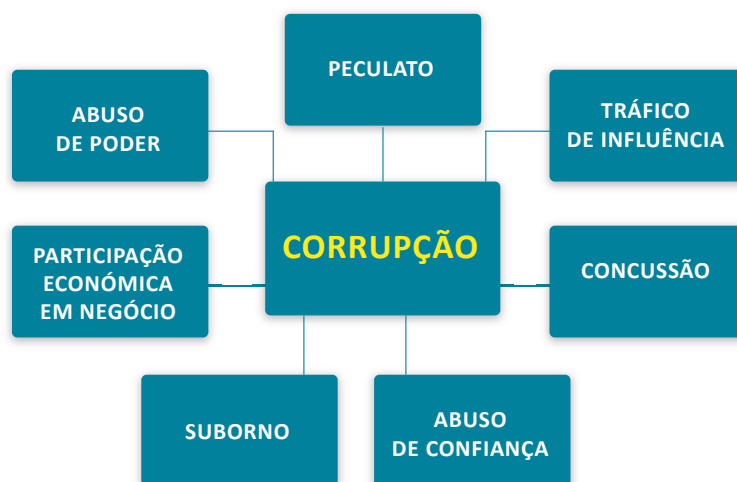 PECULATO
ABUSO
DE PODER
TRÁFICO
DE INFLUÊNCIA
CORRUPÇÃO
PARTICIPAÇÃO
ECONÓMICA
EM NEGÓCIO
CONCUSSÃO
SUBORNO
ABUSO
DE CONFIANÇA